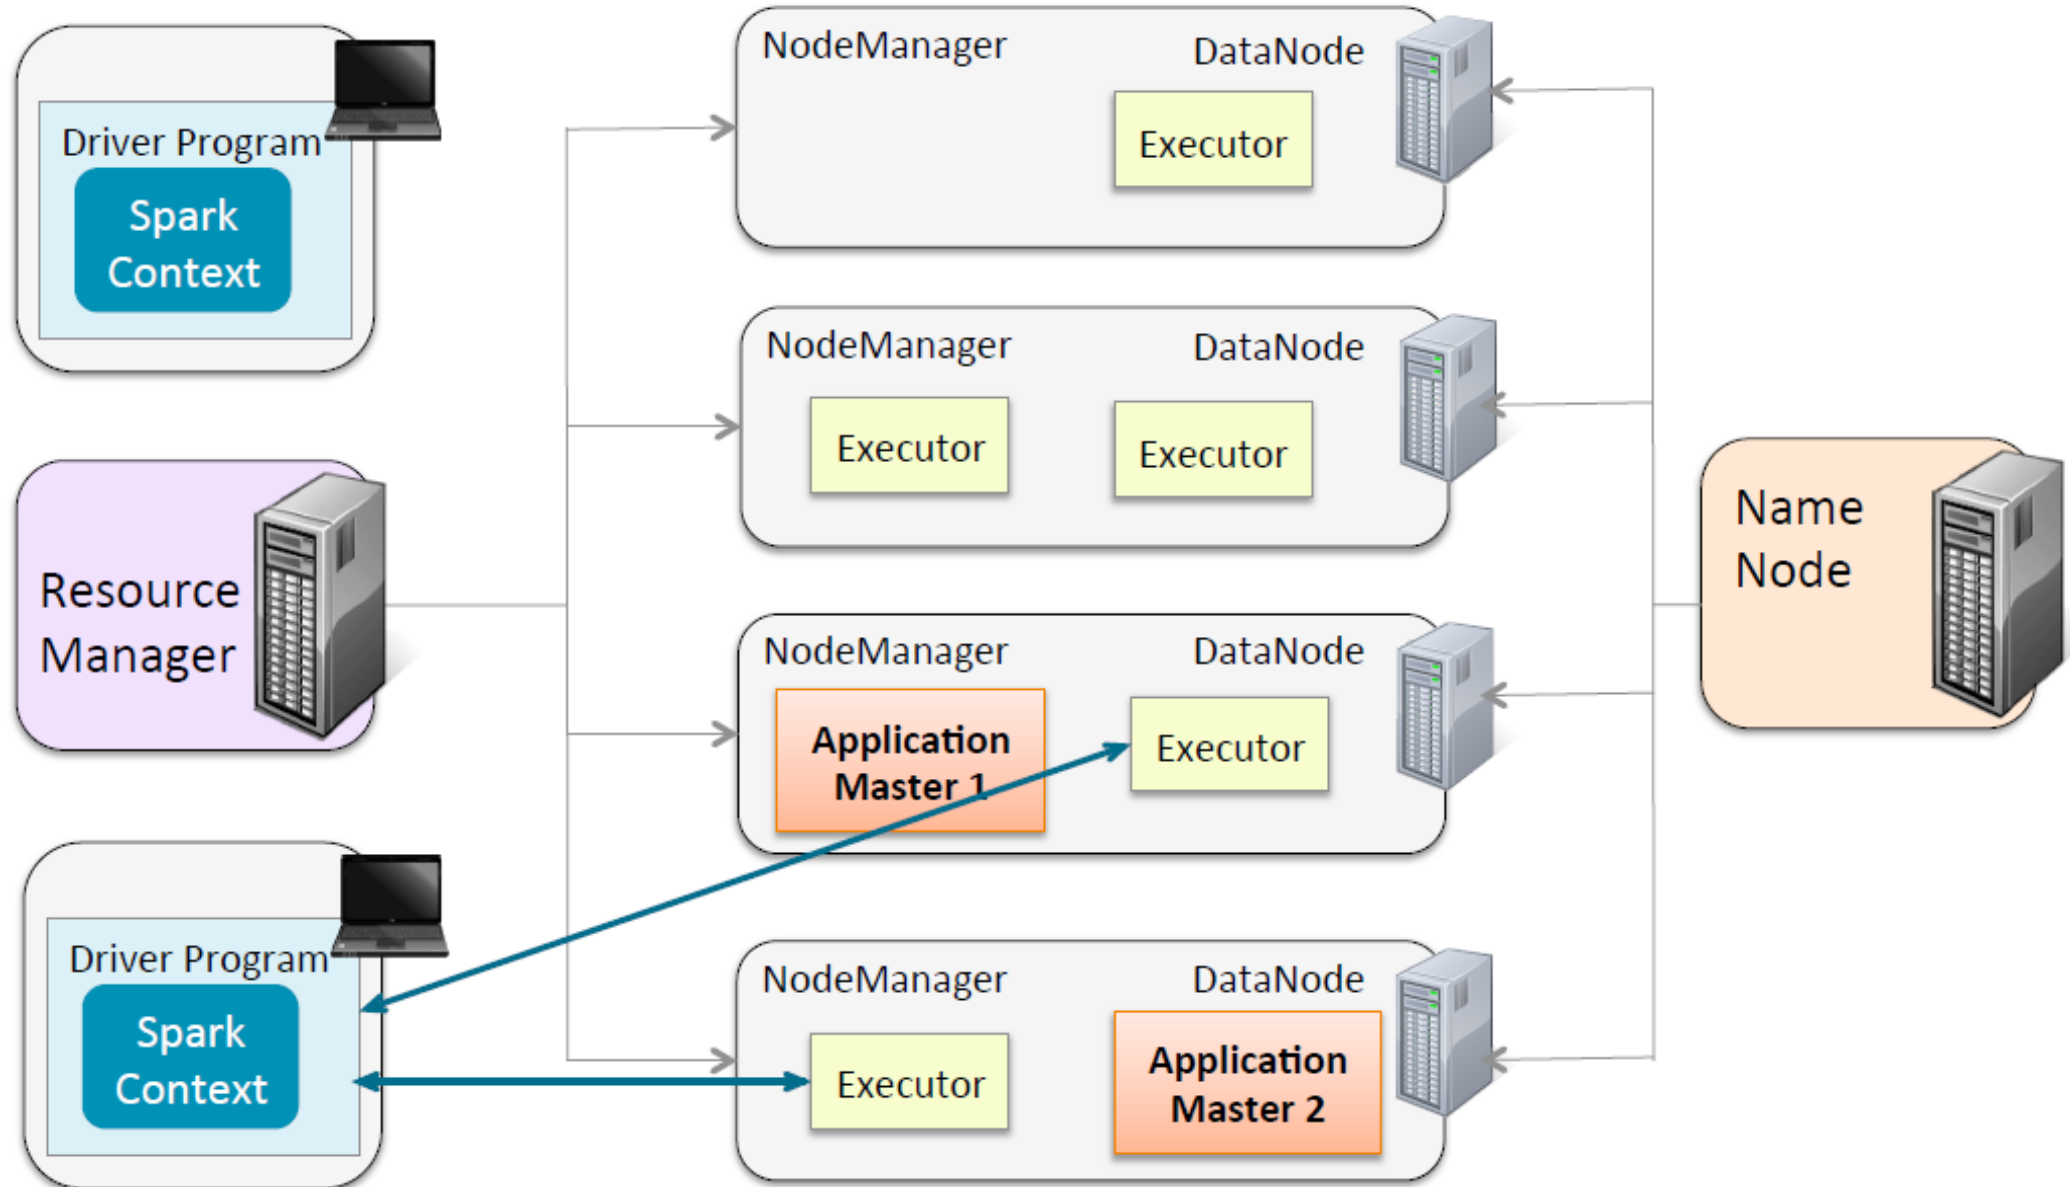 Driver Program
Spark
Context
Resource
Manager
Driver Program
Spark
Context
NodeManager
DataNode
Executor
NodeManager
DataNode
Executor
Executor
NodeManager
DataNode
Application
Master 1
Executor
NodeManager
DataNode
Executor
Application
Master 2
Name
Node